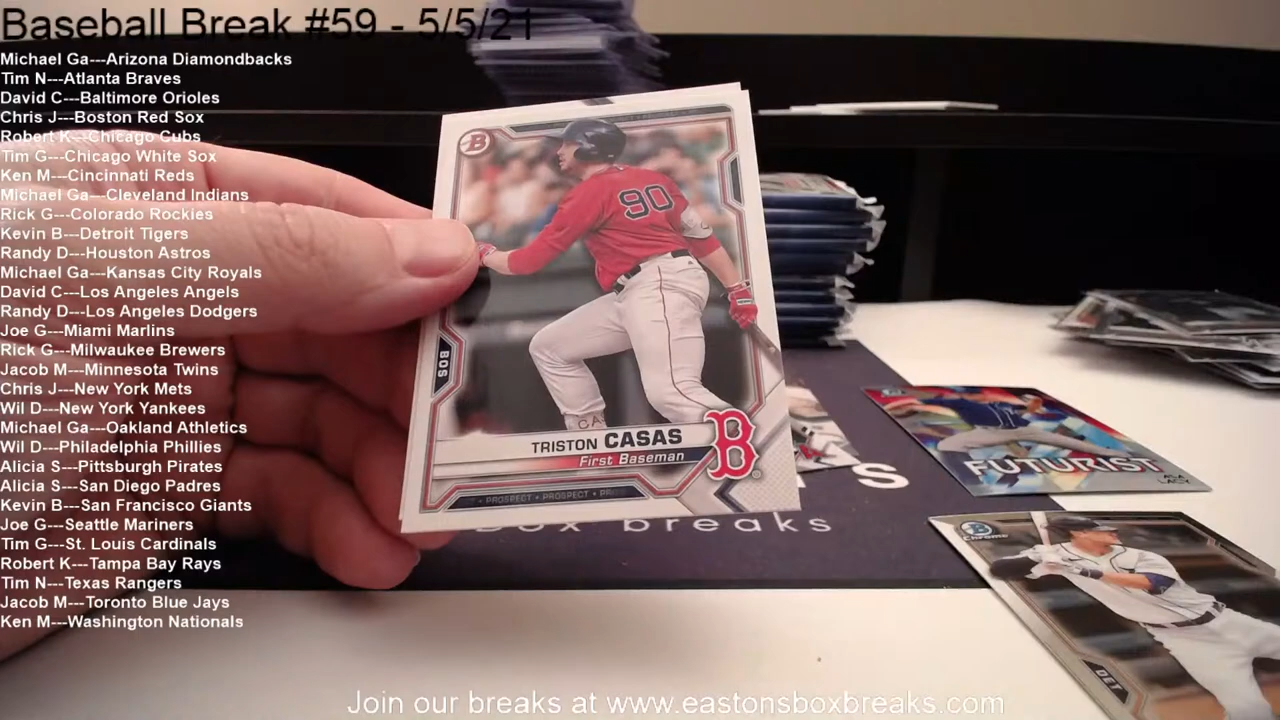 Baseball Break #59 - 5/5/21
Michael Ga---Arizona Diamondbacks
Tim N---Atlanta Braves
David C---Baltimore Orioles
Chris J---Boston Red Sox
Robert K---Chicago Cubs
Tim G---Chicago White Sox
Ken M---Cincinnati Reds
Michael Ga---Cleveland Indians
Rick G---Colorado Rockies
Kevin B---Detroit Tigers
Randy D---Houston Astros
Michael Ga---Kansas City Royals
David C---Los Angeles Angels
Randy D---Los Angeles Dodgers
Joe G---Miami Marlins
Rick G---Milwaukee Brewers
Jacob M---Minnesota Twins
Chris J---New York Mets
Wil D---New York Yankees
Michael Ga---Oakland Athletics
Wil D---Philadelphia Phillies
Alicia S---Pittsburgh Pirates
Alicia S---San Diego Padres
Kevin B---San Francisco Giants
Joe G---Seattle Mariners
Tim G---St. Louis Cardinals
Robert K---Tampa Bay Rays
Tim N---Texas Rangers
Jacob M---Toronto Blue Jays
Ken M---Washington Nationals
B
90
BOS
TRISTON CASAS
First Baseman
B
PROSPECT • PROSPECT • PR
S
box breaks
FUTURIST
ASA
LACY
B
Chrome
DET
Join our breaks at www.eastonsboxbreaks.com